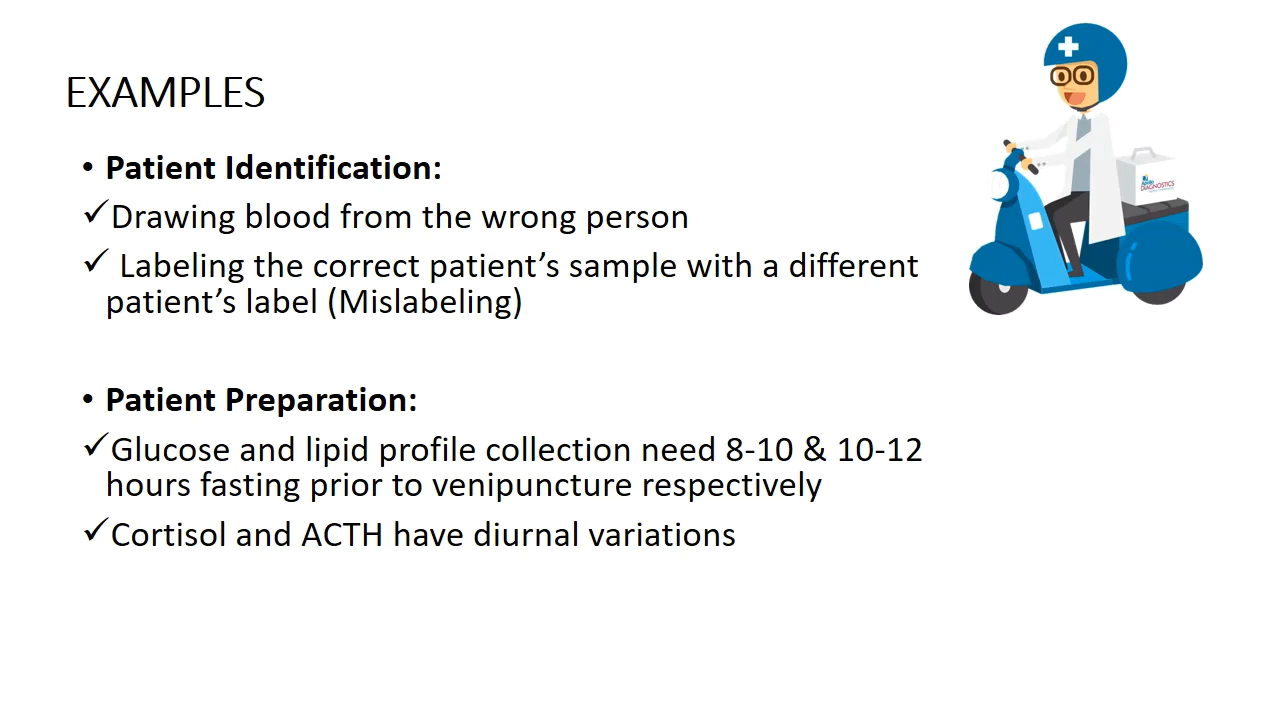 EXAMPLES
• Patient Identification:
✓Drawing blood from the wrong person
✓ Labeling the correct patient’s sample with a different
patient’s label (Mislabeling)
• Patient Preparation:
✓Glucose and lipid profile collection need 8-10 & 10-12
hours fasting prior to venipuncture respectively
✓Cortisol and ACTH have diurnal variations
DIAGNOSTICS